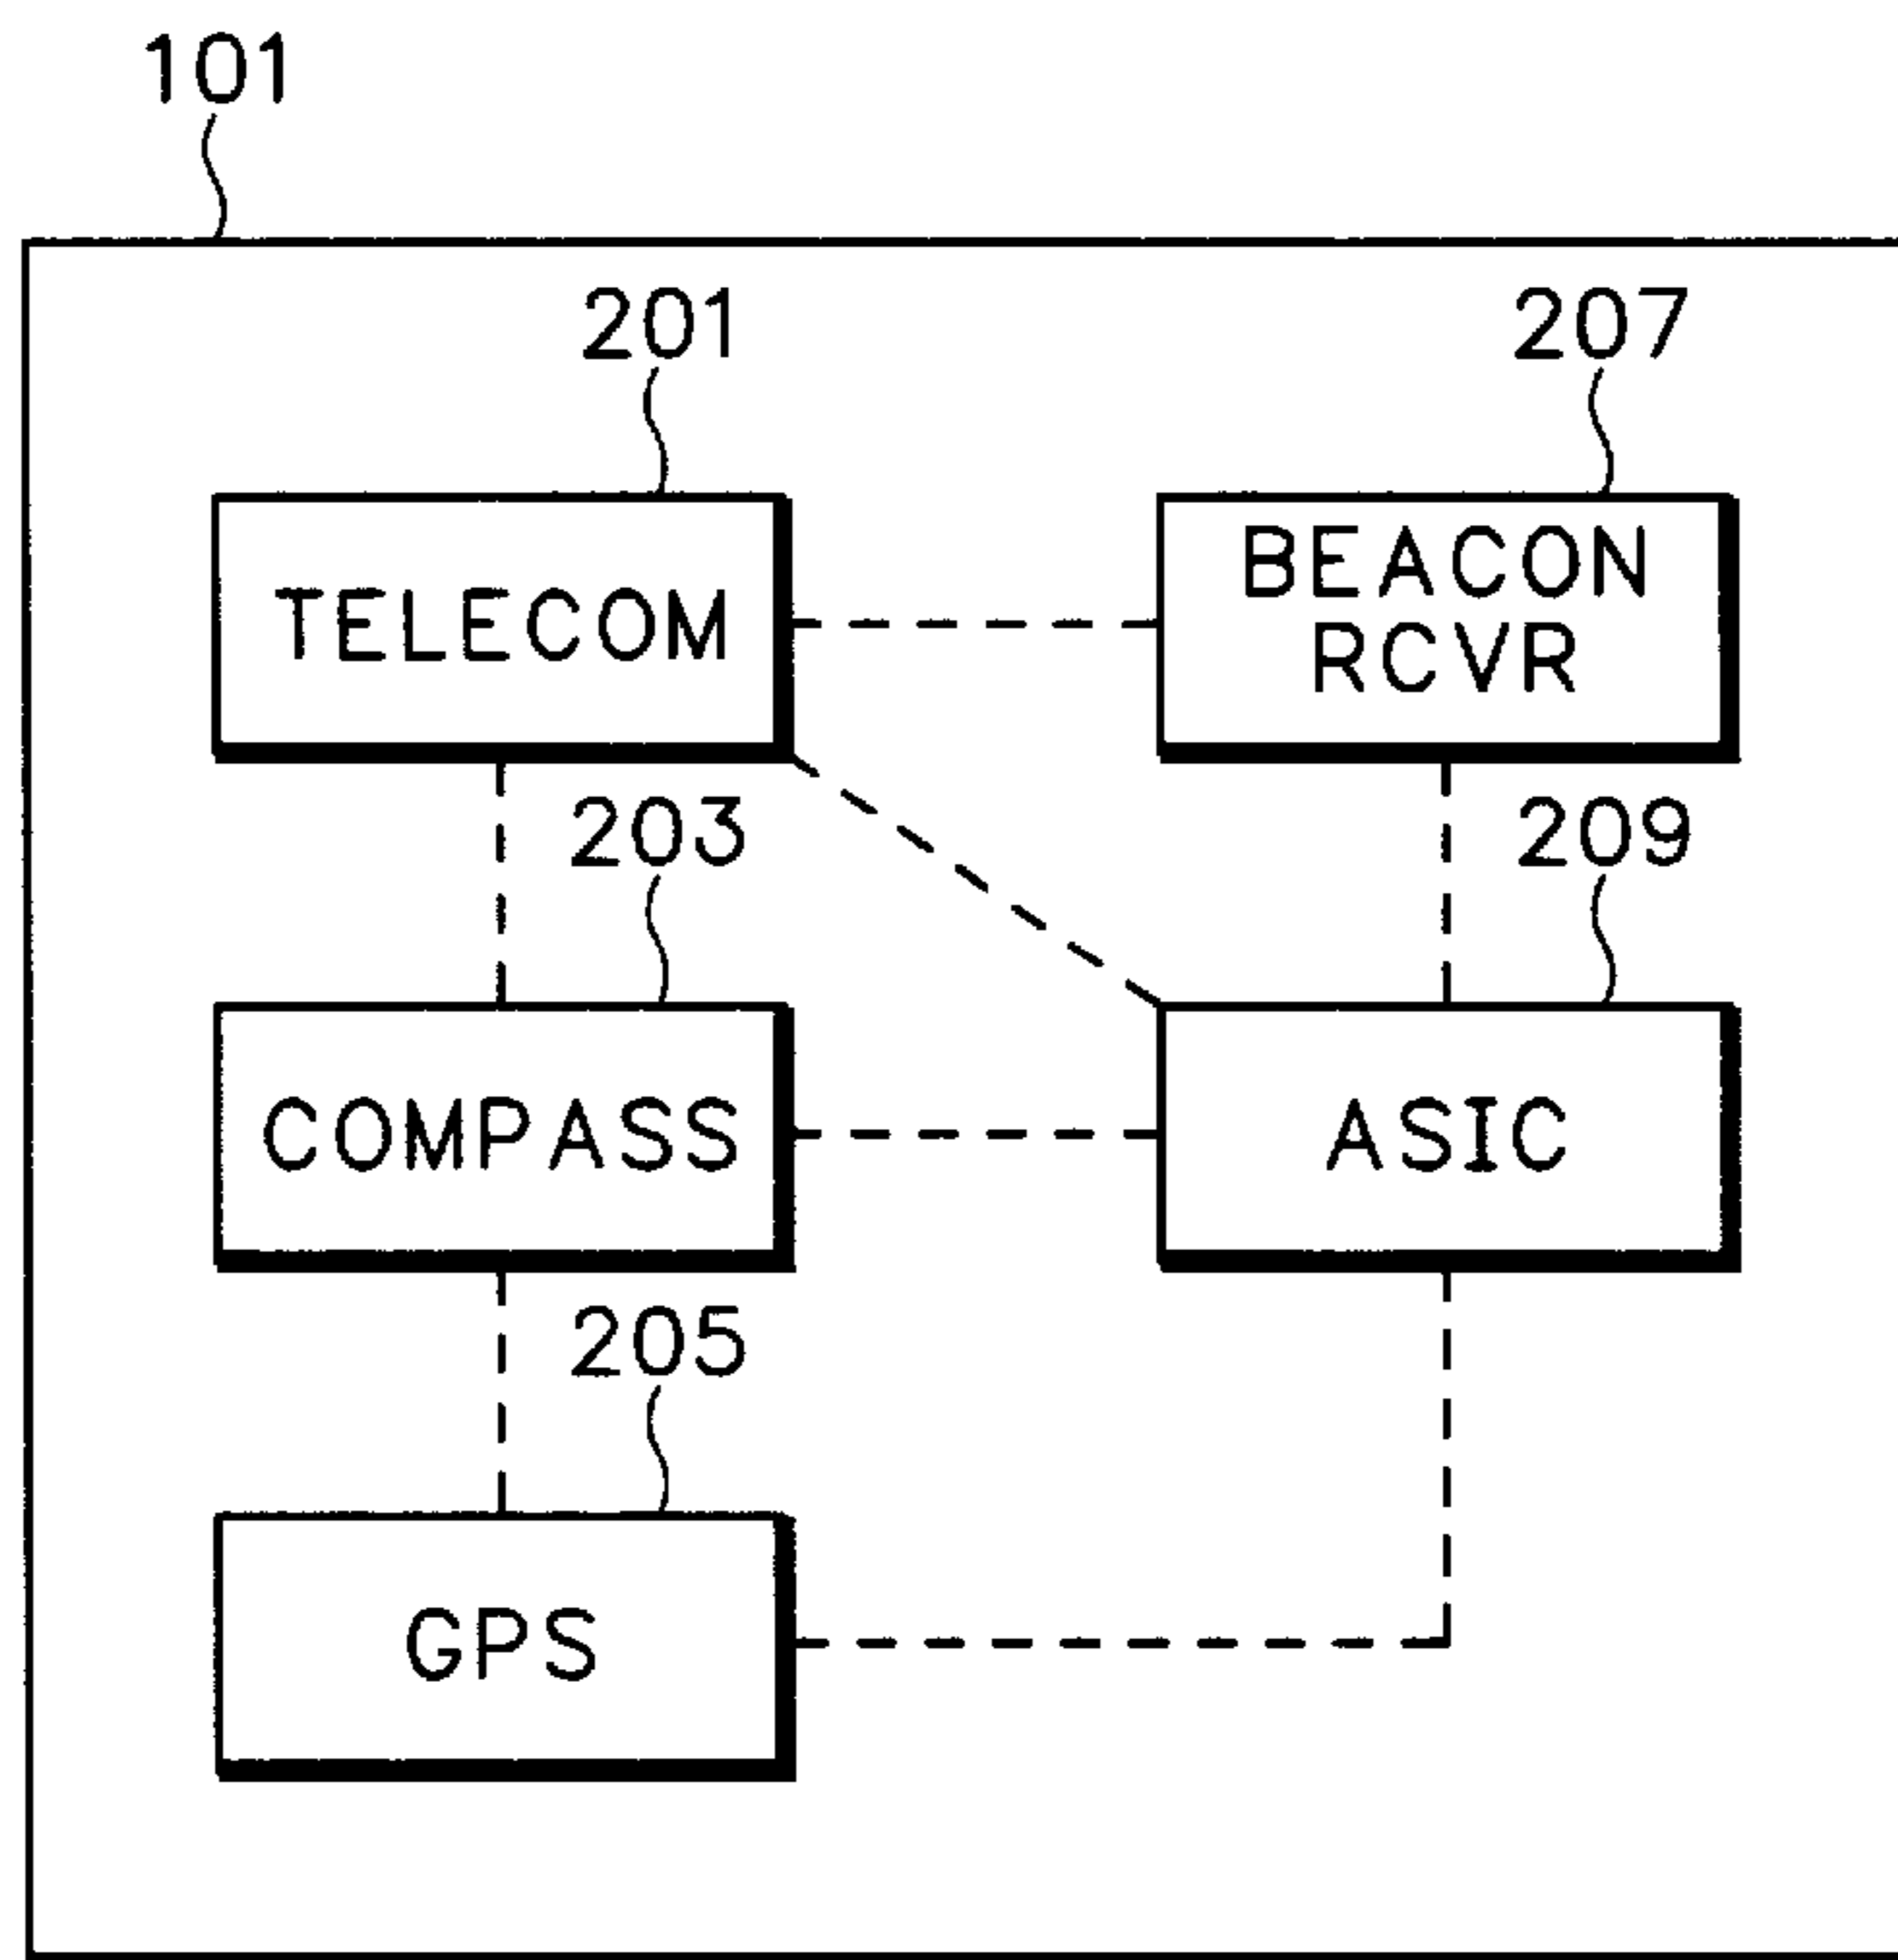 101
201
207
TELECOM
BEACON
RCVR
203
209
COMPASS
ASIC
205
GPS